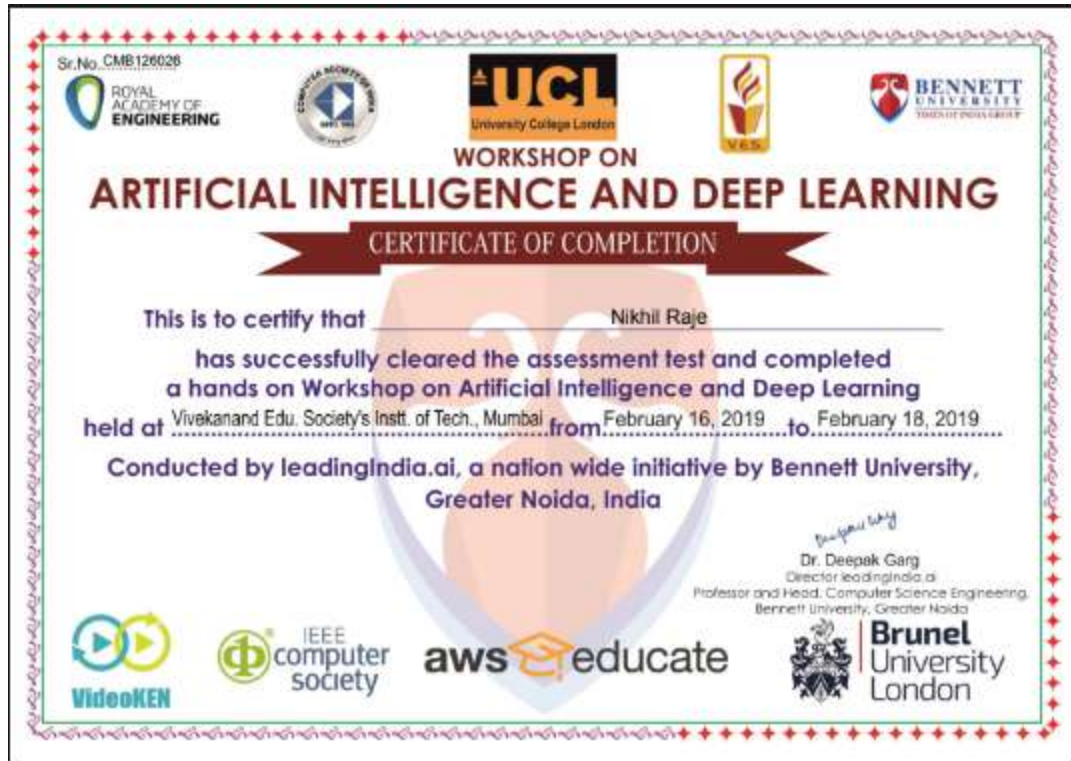 Sr.No. CMB126026
ROYAL
ACADEMY OF
ENGINEERING
COMPUTER SOCIETY OF INDIA
UCL
University College London
V.E.S.
BENNETT
UNIVERSITY
TIMES OF INDIA GROUP
WORKSHOP ON
ARTIFICIAL INTELLIGENCE AND DEEP LEARNING
CERTIFICATE OF COMPLETION
This is to certify that Nikhil Raje
has successfully cleared the assessment test and completed
a hands on Workshop on Artificial Intelligence and Deep Learning
held at Vivekanand Edu. Society's Instt. of Tech., Mumbai from February 16, 2019 to February 18, 2019
Conducted by leadingIndia.ai, a nation wide initiative by Bennett University,
Greater Noida, India
Dr. Deepak Garg
Director leadingindia.ai
Professor and Head, Computer Science Engineering,
Bennett University, Greater Noida
VideoKEN
IEEE
computer
society
aws educate
Brunel
University
London